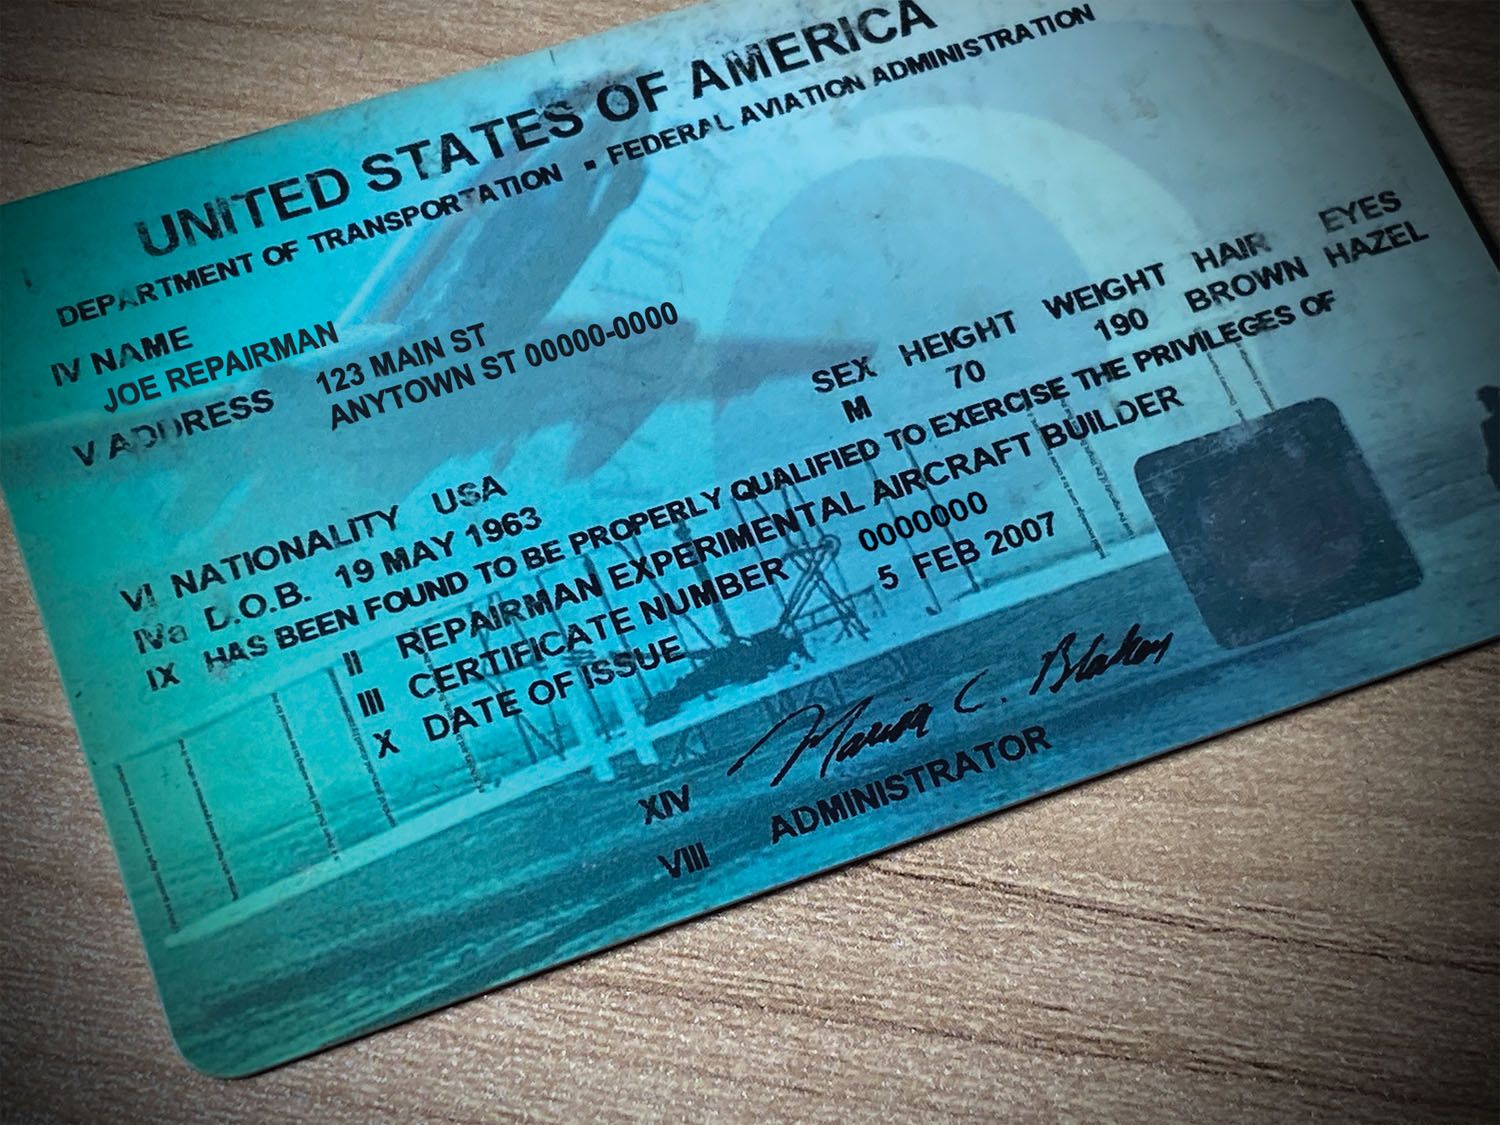 UNITED STATES OF AMERICA
DEPARTMENT OF TRANSPORTATION • FEDERAL AVIATION ADMINISTRATION
IV NAME
JOE REPAIRMAN
V ADDRESS 123 MAIN ST
ANYTOWN ST 00000-0000
SEX HEIGHT WEIGHT HAIR EYES
M 70 190 BROWN HAZEL
VI NATIONALITY USA
IVa D.O.B. 19 MAY 1963
IX HAS BEEN FOUND TO BE PROPERLY QUALIFIED TO EXERCISE THE PRIVILEGES OF
II REPAIRMAN EXPERIMENTAL AIRCRAFT BUILDER
III CERTIFICATE NUMBER 0000000
X DATE OF ISSUE 5 FEB 2007
XIV Marion C. Blakey
VIII ADMINISTRATOR